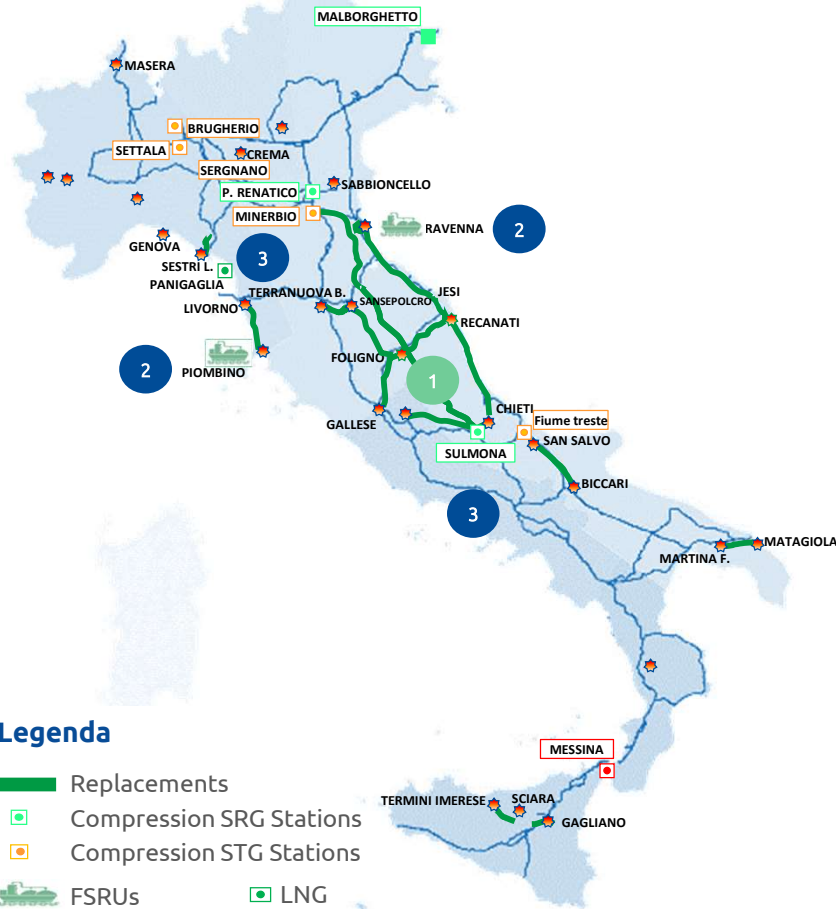 MALBORGHETTO
MASERA
BRUGHERIO
SETTALA
CREMA
SERGNANO
SABBIONCELLO
P. RENATICO
MINERBIO
RAVENNA
2
GENOVA
3
SESTRI L.
PANIGAGLIA
TERRANUOVA B.
SANSEPOLCRO
JESI
LIVORNO
RECANATI
FOLIGNO
2
PIOMBINO
1
CHIETI
Fiume treste
GALLESE
SAN SALVO
SULMONA
BICCARI
3
MATAGIOLA
MARTINA F.
Legenda
MESSINA
Replacements
TERMINI IMERESE
SCIARA
Compression SRG Stations
GAGLIANO
Compression STG Stations
FSRUs
LNG